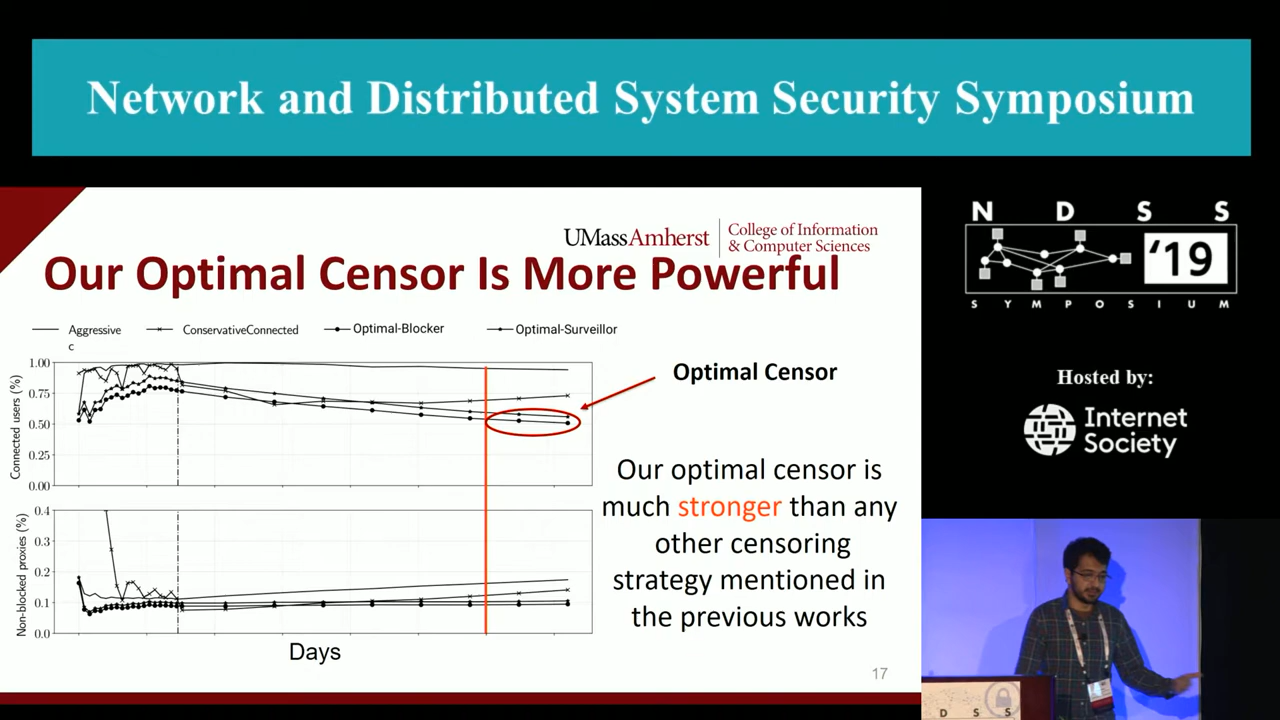 Network and Distributed System Security Symposium
UMassAmherst
College of Information
& Computer Sciences
Our Optimal Censor Is More Powerful
Aggressive
c
ConservativeConnected
Optimal-Blocker
Optimal-Surveillor
Connected users (%)
1.00
0.75
0.50
0.25
0.00
Non-blocked proxies (%)
0.4
0.3
0.2
0.1
0.0
Days
Optimal Censor
Our optimal censor is
much stronger than any
other censoring
strategy mentioned in
the previous works
17
N D S S
'19
S Y M P O S I U M
Hosted by:
Internet
Society
D S S